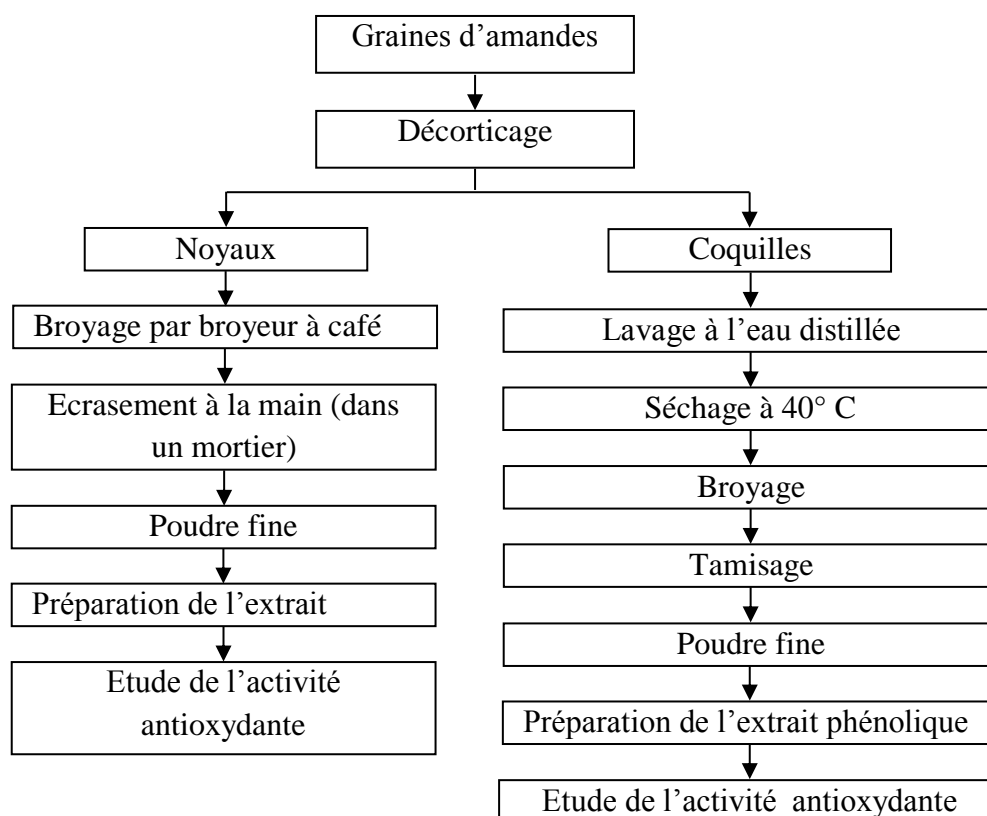 Graines d’amandes
Décorticage
Noyaux
Broyage par broyeur à café
Ecrasement à la main (dans
un mortier)
Poudre fine
Préparation de l’extrait
Etude de l’activité
antioxydante
Coquilles
Lavage à l’eau distillée
Séchage à 40° C
Broyage
Tamisage
Poudre fine
Préparation de l’extrait phénolique
Etude de l’activité antioxydante